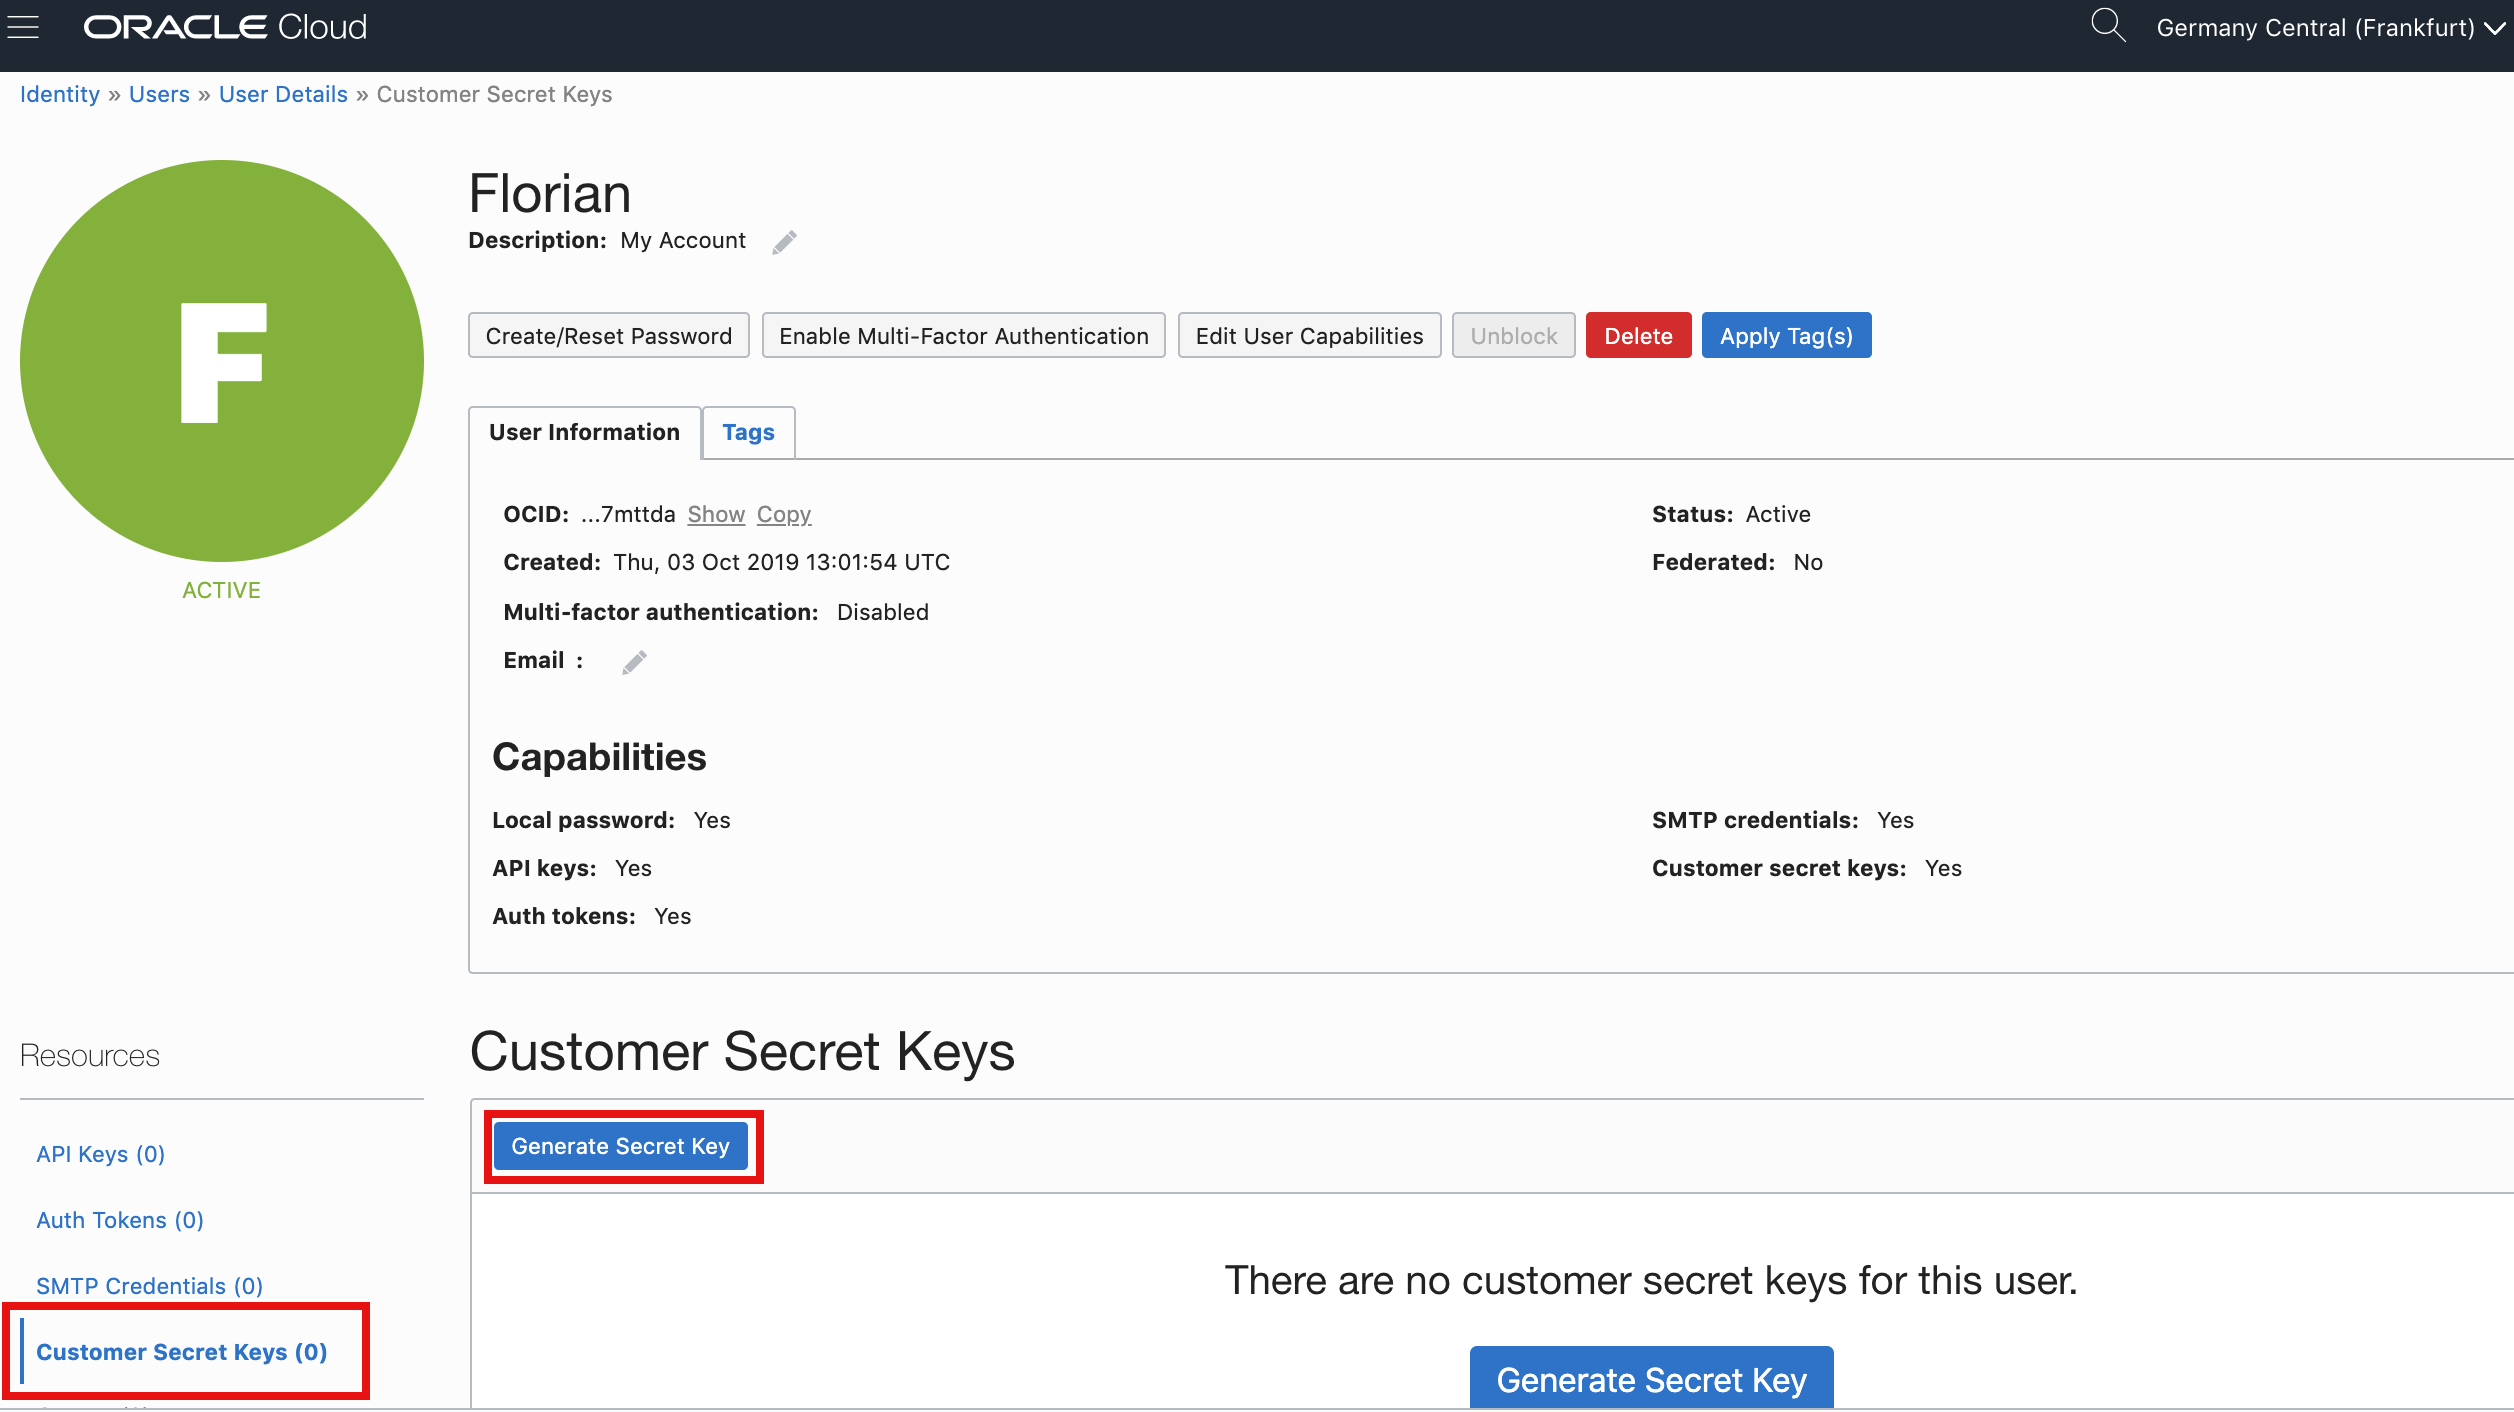 ORACLE Cloud
Germany Central (Frankfurt)
Identity » Users » User Details » Customer Secret Keys
F
ACTIVE
Florian
Description: My Account
Create/Reset Password Enable Multi-Factor Authentication Edit User Capabilities Unblock Delete Apply Tag(s)
User Information Tags
OCID: ...7mttda Show Copy
Status: Active
Created: Thu, 03 Oct 2019 13:01:54 UTC
Federated: No
Multi-factor authentication: Disabled
Email :
Capabilities
Local password: Yes
SMTP credentials: Yes
API keys: Yes
Customer secret keys: Yes
Auth tokens: Yes
Resources
API Keys (0)
Auth Tokens (0)
SMTP Credentials (0)
Customer Secret Keys (0)
Customer Secret Keys
Generate Secret Key
There are no customer secret keys for this user.
Generate Secret Key